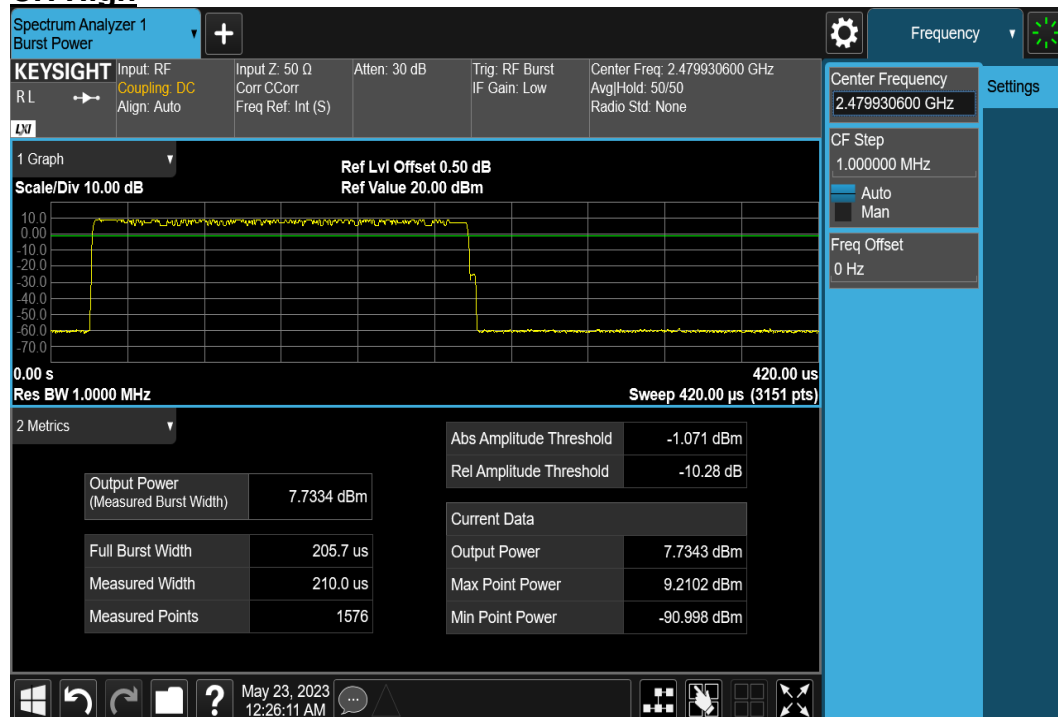 Spectrum Analyzer 1
Burst Power
Frequency
KEYSIGHT
RL
LXI
Input: RF
Coupling: DC
Align: Auto
Input Z: 50 Ω
Corr CCorr
Freq Ref: Int (S)
Atten: 30 dB
Trig: RF Burst
IF Gain: Low
Center Freq: 2.479930600 GHz
Avg|Hold: 50/50
Radio Std: None
Center Frequency
2.479930600 GHz
Settings
CF Step
1.000000 MHz
Auto
Man
Freq Offset
0 Hz
1 Graph
Scale/Div 10.00 dB
Ref Lvl Offset 0.50 dB
Ref Value 20.00 dBm
10.0
0.00
-10.0
-20.0
-30.0
-40.0
-50.0
-60.0
-70.0
0.00 s
420.00 us
Res BW 1.0000 MHz
Sweep 420.00 µs (3151 pts)
2 Metrics
Output Power
(Measured Burst Width)
7.7334 dBm
Full Burst Width 205.7 us
Measured Width 210.0 us
Measured Points 1576
Abs Amplitude Threshold -1.071 dBm
Rel Amplitude Threshold -10.28 dB
Current Data
Output Power 7.7343 dBm
Max Point Power 9.2102 dBm
Min Point Power -90.998 dBm
?
May 23, 2023
12:26:11 AM